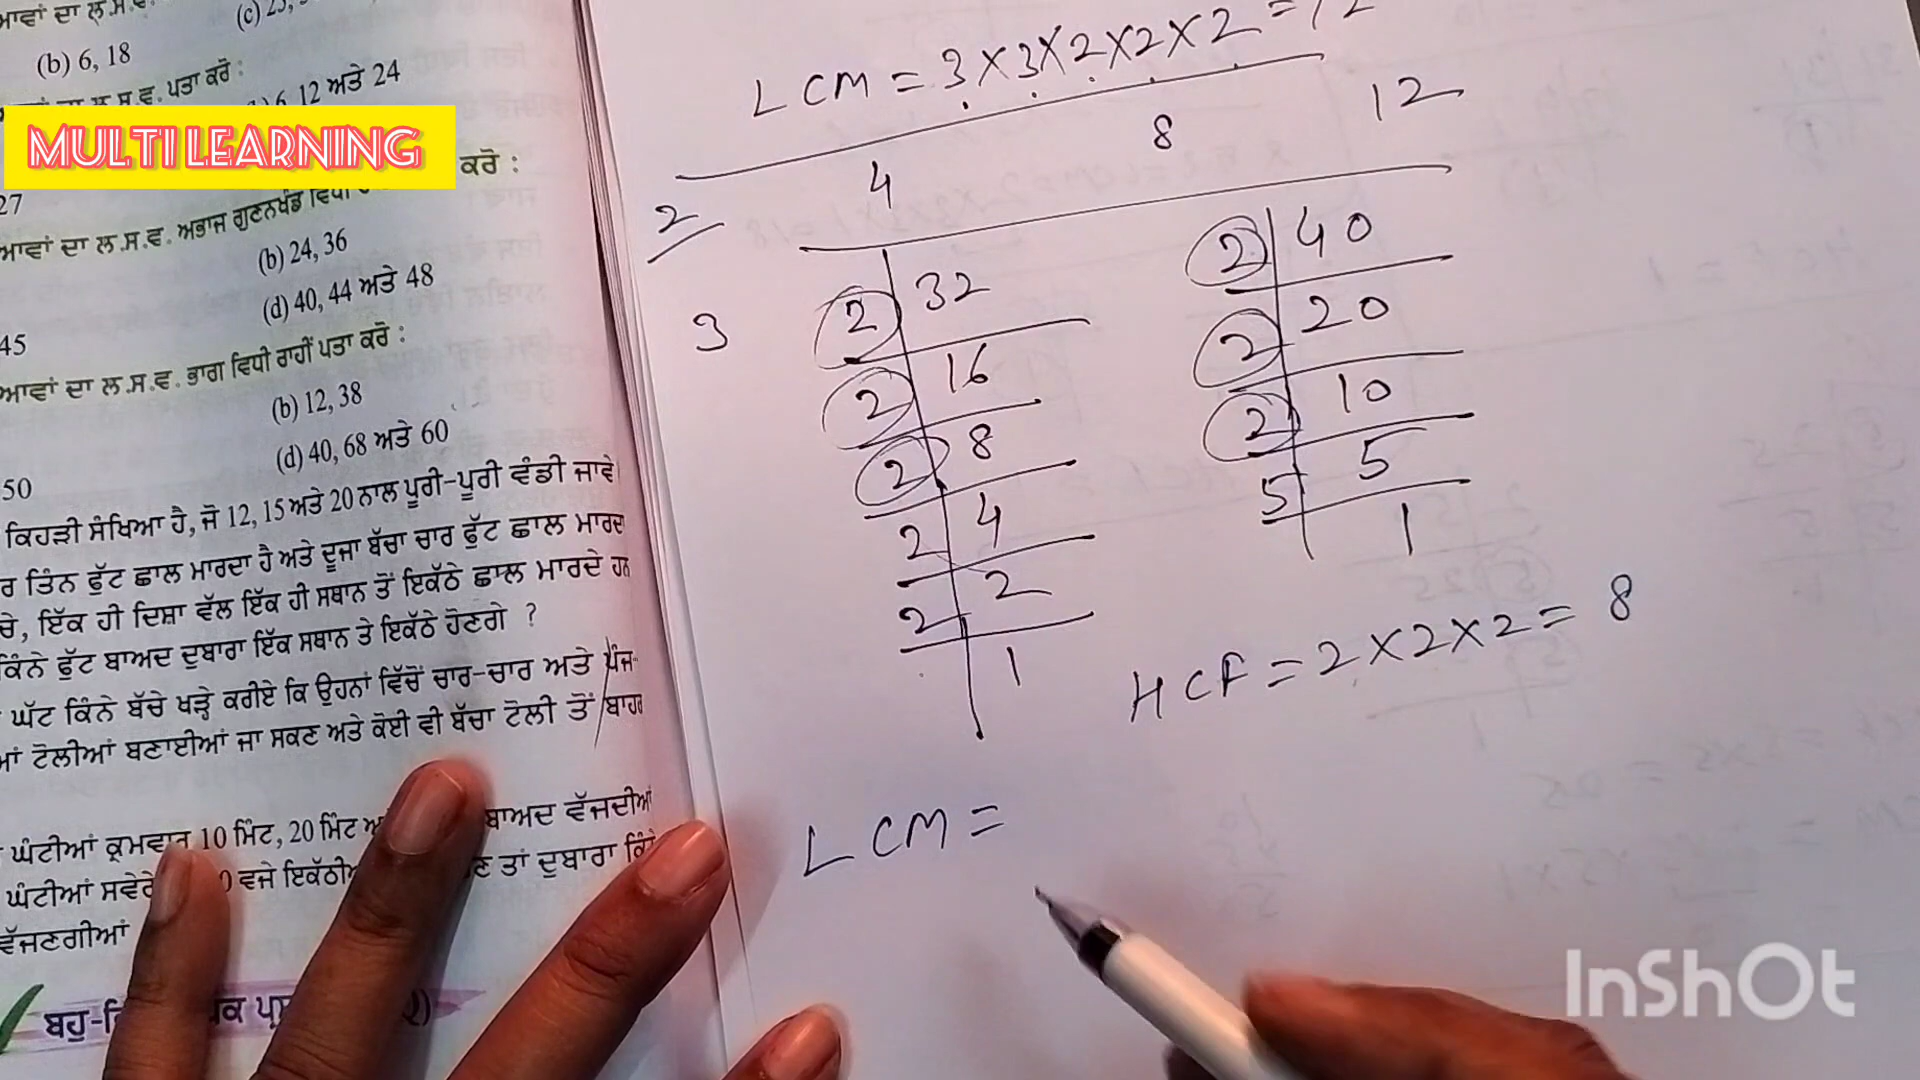 (b) 6, 18
ਪਤਾ ਕਰੋ :
6, 12 ਅਤੇ 24
MULTI LEARNING
ਕਰੋ :
27
ਦਾ ਲ.ਸ.ਵ. ਅਭਾਜ ਗੁਣਨਖੰਡ ਵਿਧੀ
(b) 24, 36
(d) 40, 44 ਅਤੇ 48
45
ਦਾ ਲ.ਸ.ਵ. ਭਾਗ ਵਿਧੀ ਰਾਹੀਂ ਪਤਾ ਕਰੋ :
(b) 12, 38
(d) 40, 68 ਅਤੇ 60
50
ਕਿਹੜੀ ਸੰਖਿਆ ਹੈ, ਜੋ 12, 15 ਅਤੇ 20 ਨਾਲ ਪੂਰੀ-ਪੂਰੀ ਵੰਡੀ ਜਾਵੇ
ਤਿੰਨ ਫੁੱਟ ਛਾਲ ਮਾਰਦਾ ਹੈ ਅਤੇ ਦੂਜਾ ਬੱਚਾ ਚਾਰ ਫੁੱਟ ਛਾਲ ਮਾਰਦਾ
ਇੱਕ ਹੀ ਦਿਸ਼ਾ ਵੱਲ ਇੱਕ ਹੀ ਸਥਾਨ ਤੋਂ ਇਕੱਠੇ ਛਾਲ ਮਾਰਦੇ ਹਨ
ਕਿੰਨੇ ਫੁੱਟ ਬਾਅਦ ਦੁਬਾਰਾ ਇੱਕ ਸਥਾਨ ਤੇ ਇਕੱਠੇ ਹੋਣਗੇ ?
ਘੱਟ ਕਿੰਨੇ ਬੱਚੇ ਖੜ੍ਹੇ ਕਰੀਏ ਕਿ ਉਹਨਾਂ ਵਿੱਚੋਂ ਚਾਰ-ਚਾਰ ਅਤੇ ਪੰਜ-
ਟੋਲੀਆਂ ਬਣਾਈਆਂ ਜਾ ਸਕਣ ਅਤੇ ਕੋਈ ਵੀ ਬੱਚਾ ਟੋਲੀ ਤੋਂ ਬਾਹਰ
ਘੰਟੀਆਂ ਕ੍ਰਮਵਾਰ 10 ਮਿੰਟ, 20 ਮਿੰਟ ਬਾਅਦ ਵੱਜਦੀਆਂ
ਘੰਟੀਆਂ ਸਵੇਰੇ ਵਜੇ ਤਾਂ ਦੁਬਾਰਾ
ਵੱਜਣਗੀਆਂ
LCM = 3×3×2×2×2 =
4 8 12
2
3
2 32
2 16
2 8
2 4
2 2
1
2 40
2 20
2 10
5 5
1
HCF = 2×2×2 = 8
LCM =
InShOt